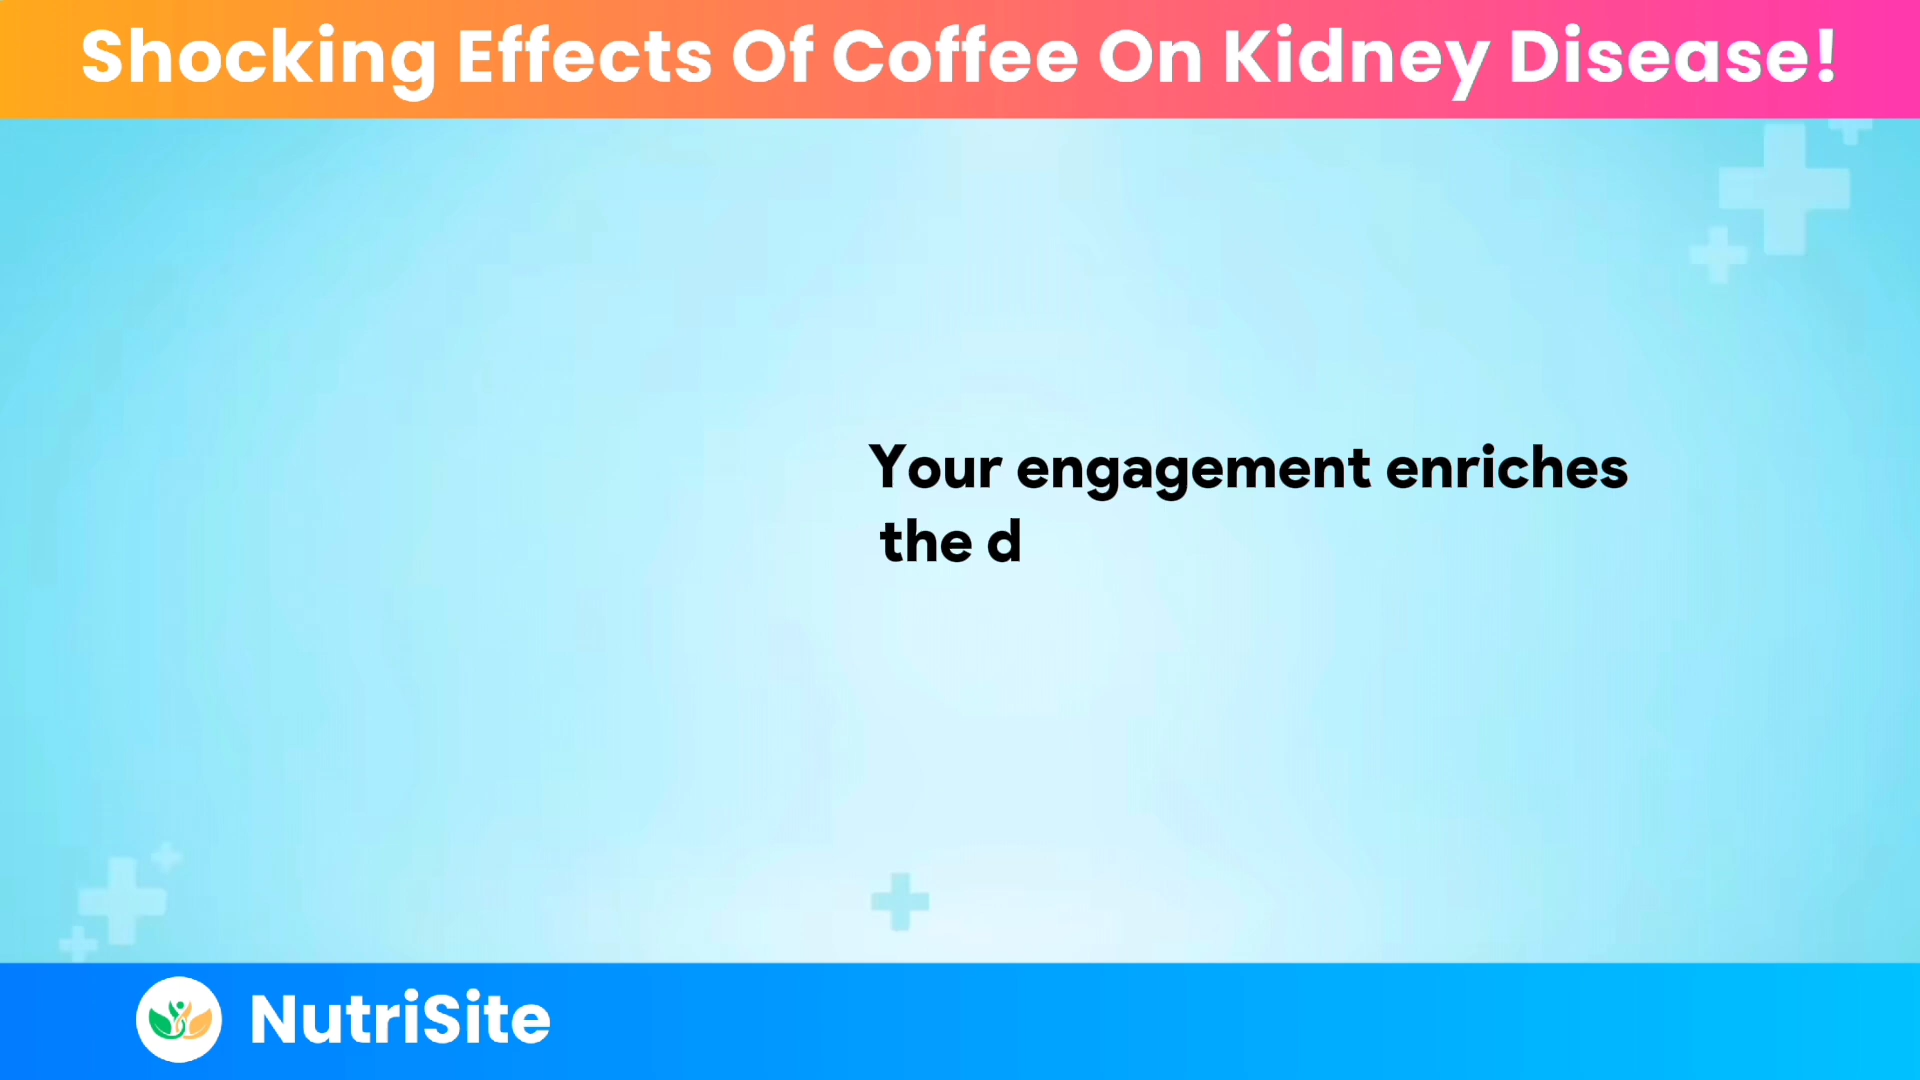 Shocking Effects Of Coffee On Kidney Disease!
Your engagement enriches
the d
NutriSite